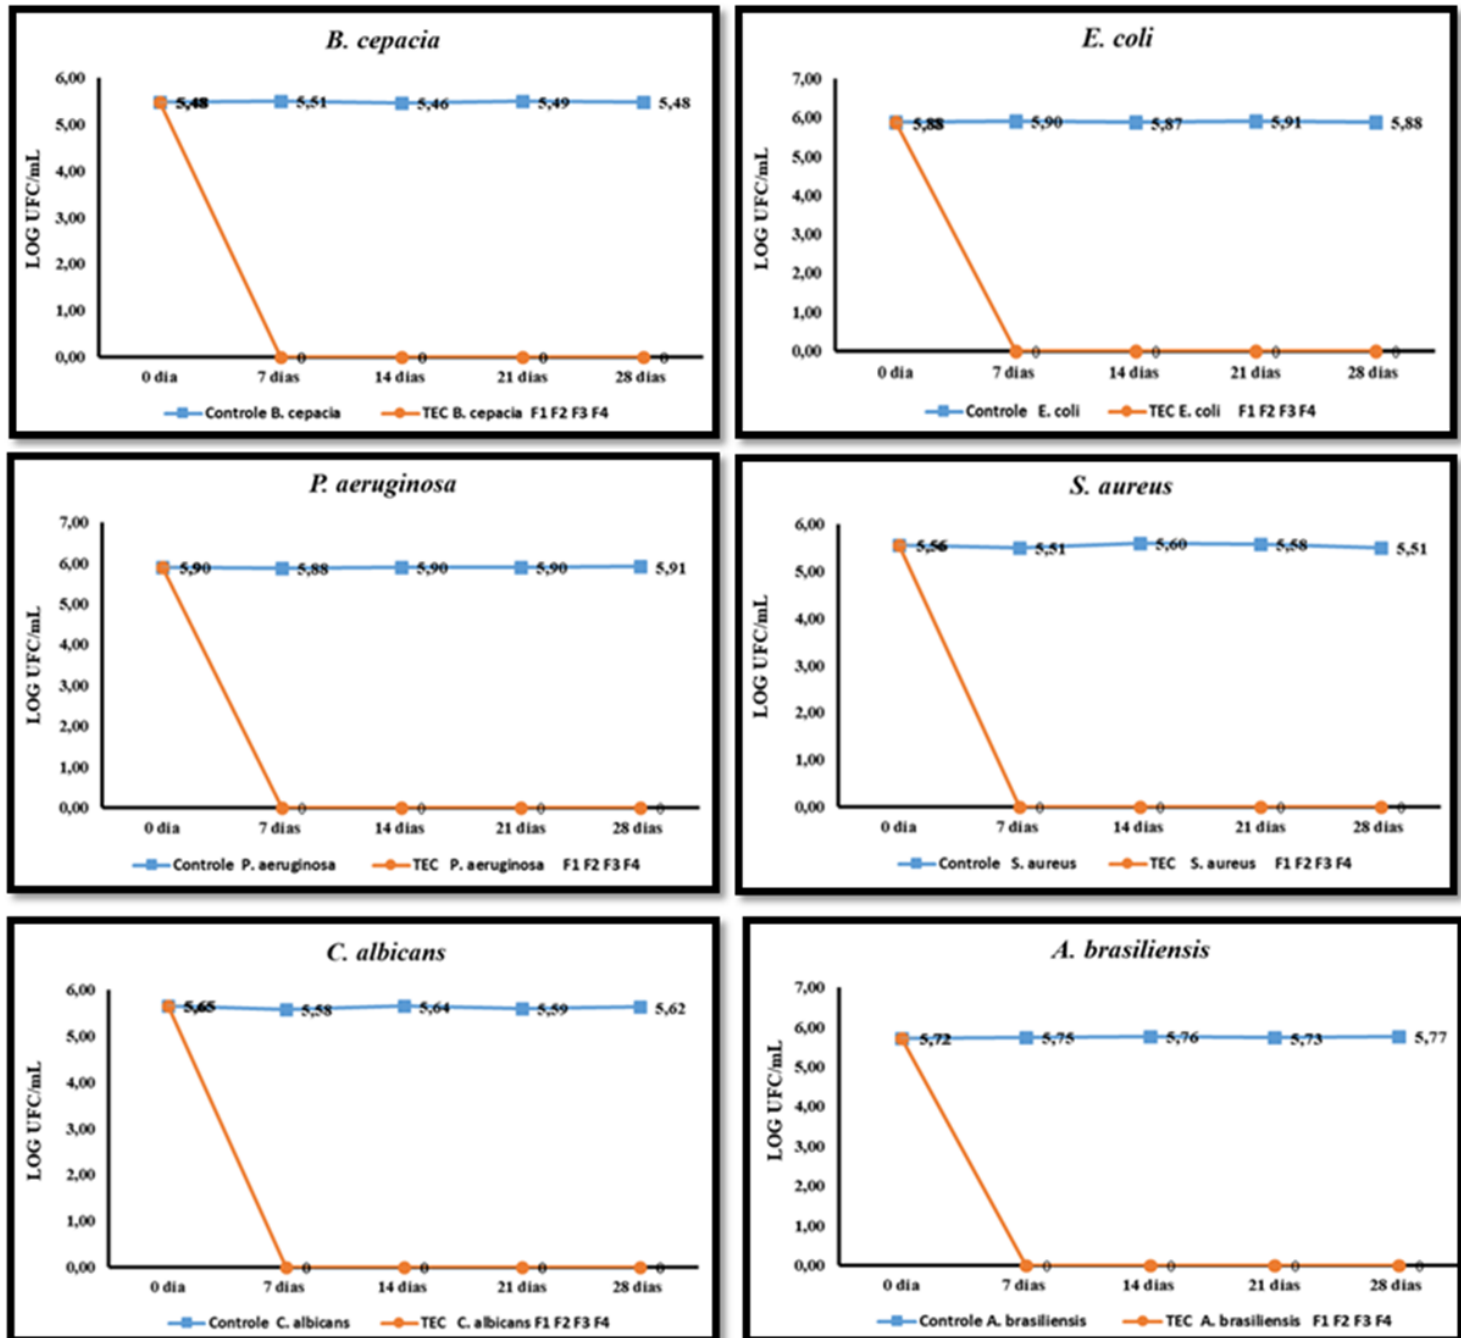 B. cepacia
LOG UFC/mL
6,00
5,00
4,00
3,00
2,00
1,00
0,00
5,48
5,48 5,51 5,46 5,49 5,48
0 0 0 0
0 dia 7 dias 14 dias 21 dias 28 dias
Controle B. cepacia TEC B. cepacia F1 F2 F3 F4
E. coli
LOG UFC/mL
7,00
6,00
5,00
4,00
3,00
2,00
1,00
0,00
5,88
5,88 5,90 5,87 5,91 5,88
0 0 0 0
0 dia 7 dias 14 dias 21 dias 28 dias
Controle E. coli TEC E. coli F1 F2 F3 F4
P. aeruginosa
LOG UFC/mL
7,00
6,00
5,00
4,00
3,00
2,00
1,00
0,00
5,90 5,88 5,90 5,90 5,91
0 0 0 0
0 dia 7 dias 14 dias 21 dias 28 dias
Controle P. aeruginosa TEC P. aeruginosa F1 F2 F3 F4
S. aureus
LOG UFC/mL
6,00
5,00
4,00
3,00
2,00
1,00
0,00
5,56 5,51 5,60 5,58 5,51
0 0 0 0
0 dia 7 dias 14 dias 21 dias 28 dias
Controle S. aureus TEC S. aureus F1 F2 F3 F4
C. albicans
LOG UFC/mL
6,00
5,00
4,00
3,00
2,00
1,00
0,00
5,65 5,58 5,64 5,59 5,62
0 0 0 0
0 dia 7 dias 14 dias 21 dias 28 dias
Controle C. albicans TEC C. albicans F1 F2 F3 F4
A. brasiliensis
LOG UFC/mL
7,00
6,00
5,00
4,00
3,00
2,00
1,00
0,00
5,72 5,75 5,76 5,73 5,77
0 0 0 0
0 dia 7 dias 14 dias 21 dias 28 dias
Controle A. brasiliensis TEC A. brasiliensis F1 F2 F3 F4